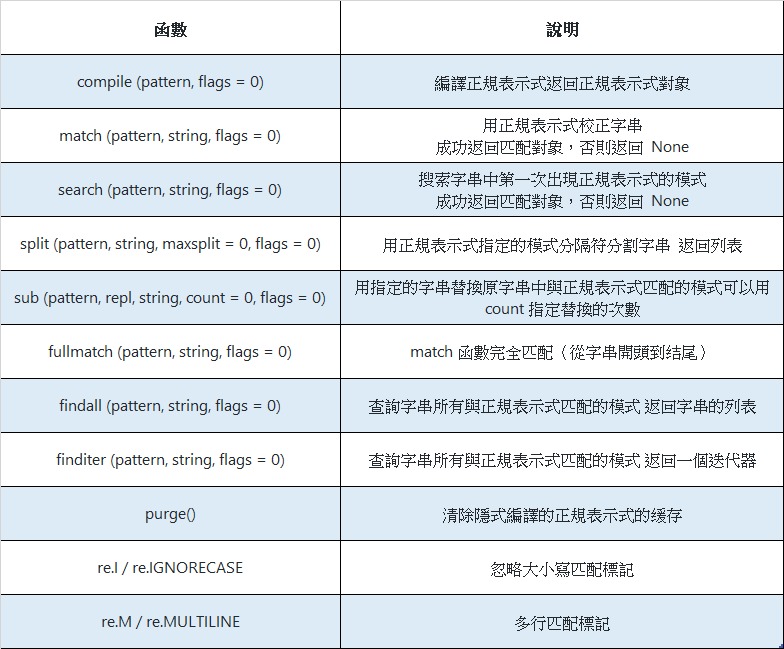 函數
說明
compile (pattern, flags = 0)
編譯正規表示式返回正規表示式對象
match (pattern, string, flags = 0)
用正規表示式校正字串
成功返回匹配對象，否則返回 None
search (pattern, string, flags = 0)
搜索字串中第一次出現正規表示式的模式
成功返回匹配對象，否則返回 None
split (pattern, string, maxsplit = 0, flags = 0)
用正規表示式指定的模式分隔符分割字串 返回列表
sub (pattern, repl, string, count = 0, flags = 0)
用指定的字串替換原字串中與正規表示式匹配的模式可以用
count 指定替換的次數
fullmatch (pattern, string, flags = 0)
match 函數完全匹配（從字串開頭到结尾）
findall (pattern, string, flags = 0)
查詢字串所有與正規表示式匹配的模式 返回字串的列表
finditer (pattern, string, flags = 0)
查詢字串所有與正規表示式匹配的模式 返回一個迭代器
purge()
清除隱式編譯的正規表示式的缓存
re.I / re.IGNORECASE
忽略大小寫匹配標記
re.M / re.MULTILINE
多行匹配標記